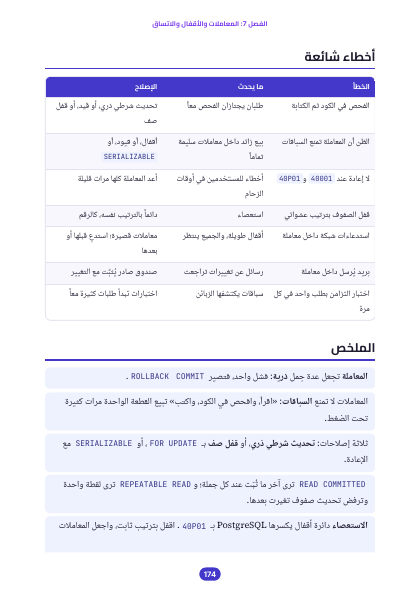 الفصل 7: المعاملات والأقفال والاتساق
أخطاء شائعة
الخطأ ما يحدث الإصلاح
الفحص في الكود ثم الكتابة طلبان يجتازان الفحص معاً تحديث شرطي ذري، أو قيد، أو قفل
صف
الظن أن المعاملة تمنع السباقات بيع زائد داخل معاملات سليمة أقفال، أو قيود، أو
تماماً SERIALIZABLE
لا إعادة عند 40001 و 40P01 أخطاء للمستخدمين في أوقات أعد المعاملة كلها مرات قليلة
الزحام
قفل الصفوف بترتيب عشوائي استعصاء دائماً بالترتيب نفسه، كالرقم
استدعاءات شبكة داخل معاملة أقفال طويلة، والجميع ينتظر معاملات قصيرة؛ استدعِ قبلها أو
بعدها
بريد يُرسل داخل معاملة رسائل عن تغييرات تراجعت صندوق صادر يُثبَّت مع التغيير
اختبار التزامن بطلب واحد في كل سباقات يكتشفها الزبائن اختبارات تبدأ طلبات كثيرة معاً
مرة
الملخص
المعاملة تجعل عدة جمل ذرية: فشل واحد، فتصير ROLLBACK COMMIT .
المعاملات لا تمنع السباقات: «اقرأ، وافحص في الكود، واكتب» تبيع القطعة الواحدة مرات كثيرة
تحت الضغط.
ثلاثة إصلاحات: تحديث شرطي ذري، أو قفل صف بـ FOR UPDATE ، أو SERIALIZABLE مع
الإعادة.
READ COMMITTED ترى آخر ما ثُبّت عند كل جملة؛ و REPEATABLE READ ترى لقطة واحدة
وترفض تحديث صفوف تغيرت بعدها.
الاستعصاء دائرة أقفال يكسرها PostgreSQL بـ 40P01 . اقفل بترتيب ثابت، واجعل المعاملات
174